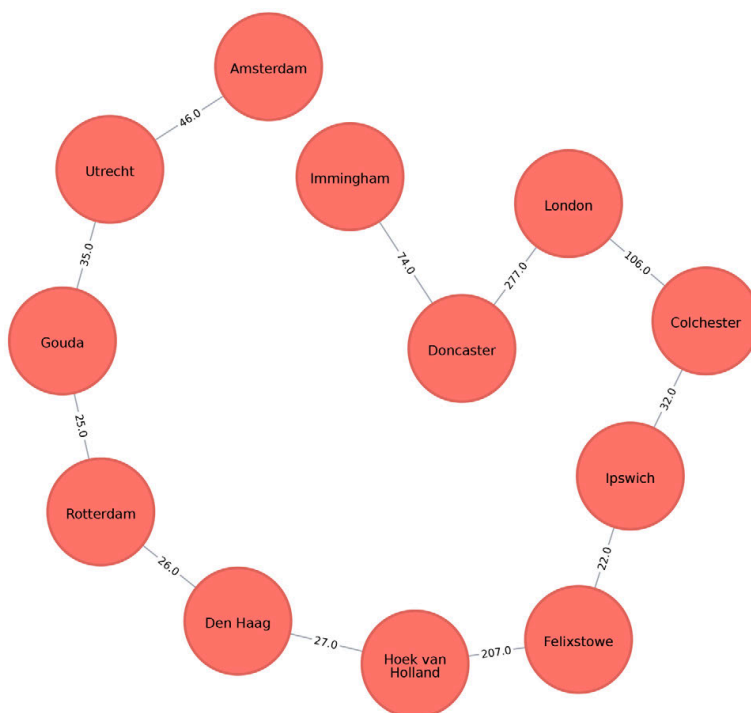 Amsterdam
46.0
Utrecht
Immingham
London
35.0
74.0
277.0
106.0
Gouda
Doncaster
Colchester
25.0
32.0
Rotterdam
Ipswich
26.0
22.0
Den Haag
27.0
Hoek van
Holland
207.0
Felixstowe